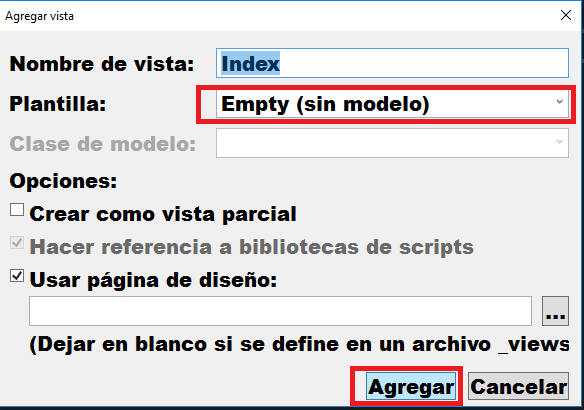 Agregar vista
Nombre de vista: Index
Plantilla: Empty (sin modelo)
Clase de modelo:
Opciones:
Crear como vista parcial
Hacer referencia a bibliotecas de scripts
Usar página de diseño:
...
(Dejar en blanco si se define en un archivo _views
Agregar Cancelar